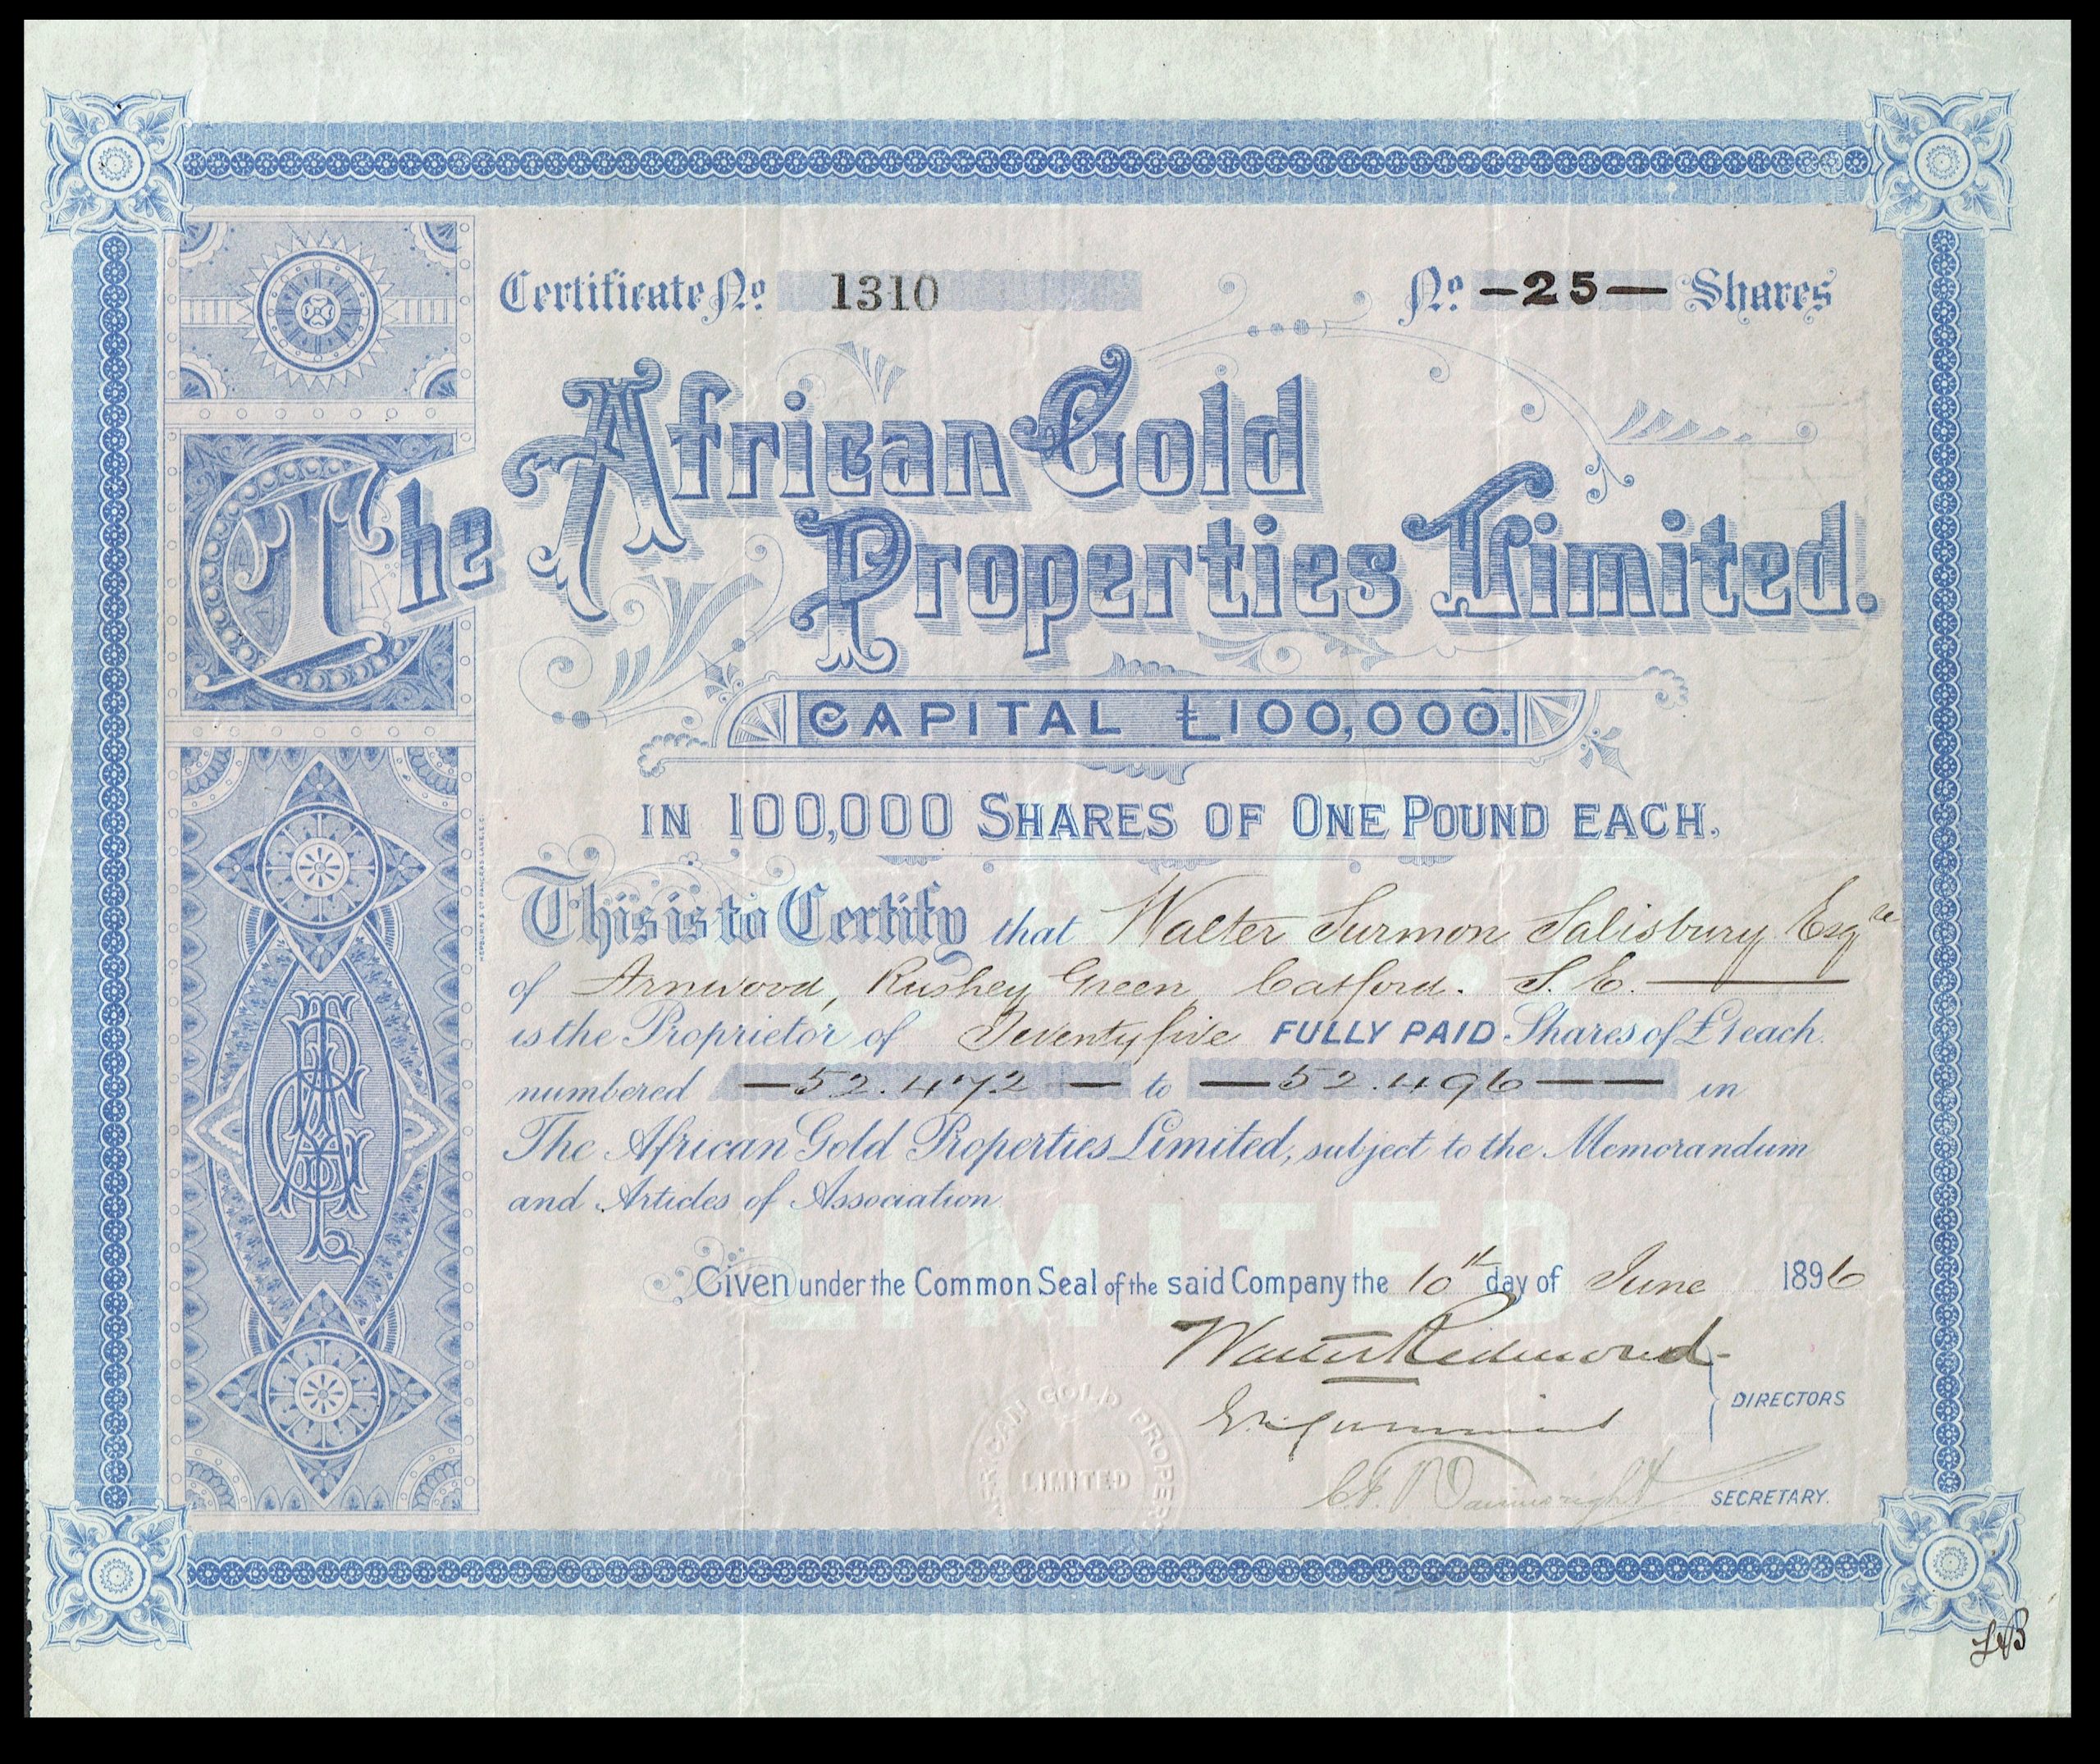 Certificate No 1310 No -25- Shares
The African Gold
Properties Limited.
CAPITAL £100,000.
IN 100,000 SHARES OF ONE POUND EACH.
This is to Certify that Walter Surmon Salisbury Esqre
of Arnwood, Rushey Green, Catford. S.E.
is the Proprietor of Twenty five FULLY PAID Shares of £1 each
numbered -52.472- to -52.496-- in
The African Gold Properties Limited, subject to the Memorandum
and Articles of Association.
Given under the Common Seal of the said Company the 10th day of June 1896
Walter Redmond
DIRECTORS
AFRICAN GOLD PROPER
LIMITED
C.F. Wainwright
SECRETARY.
A.G.P
LIMITED